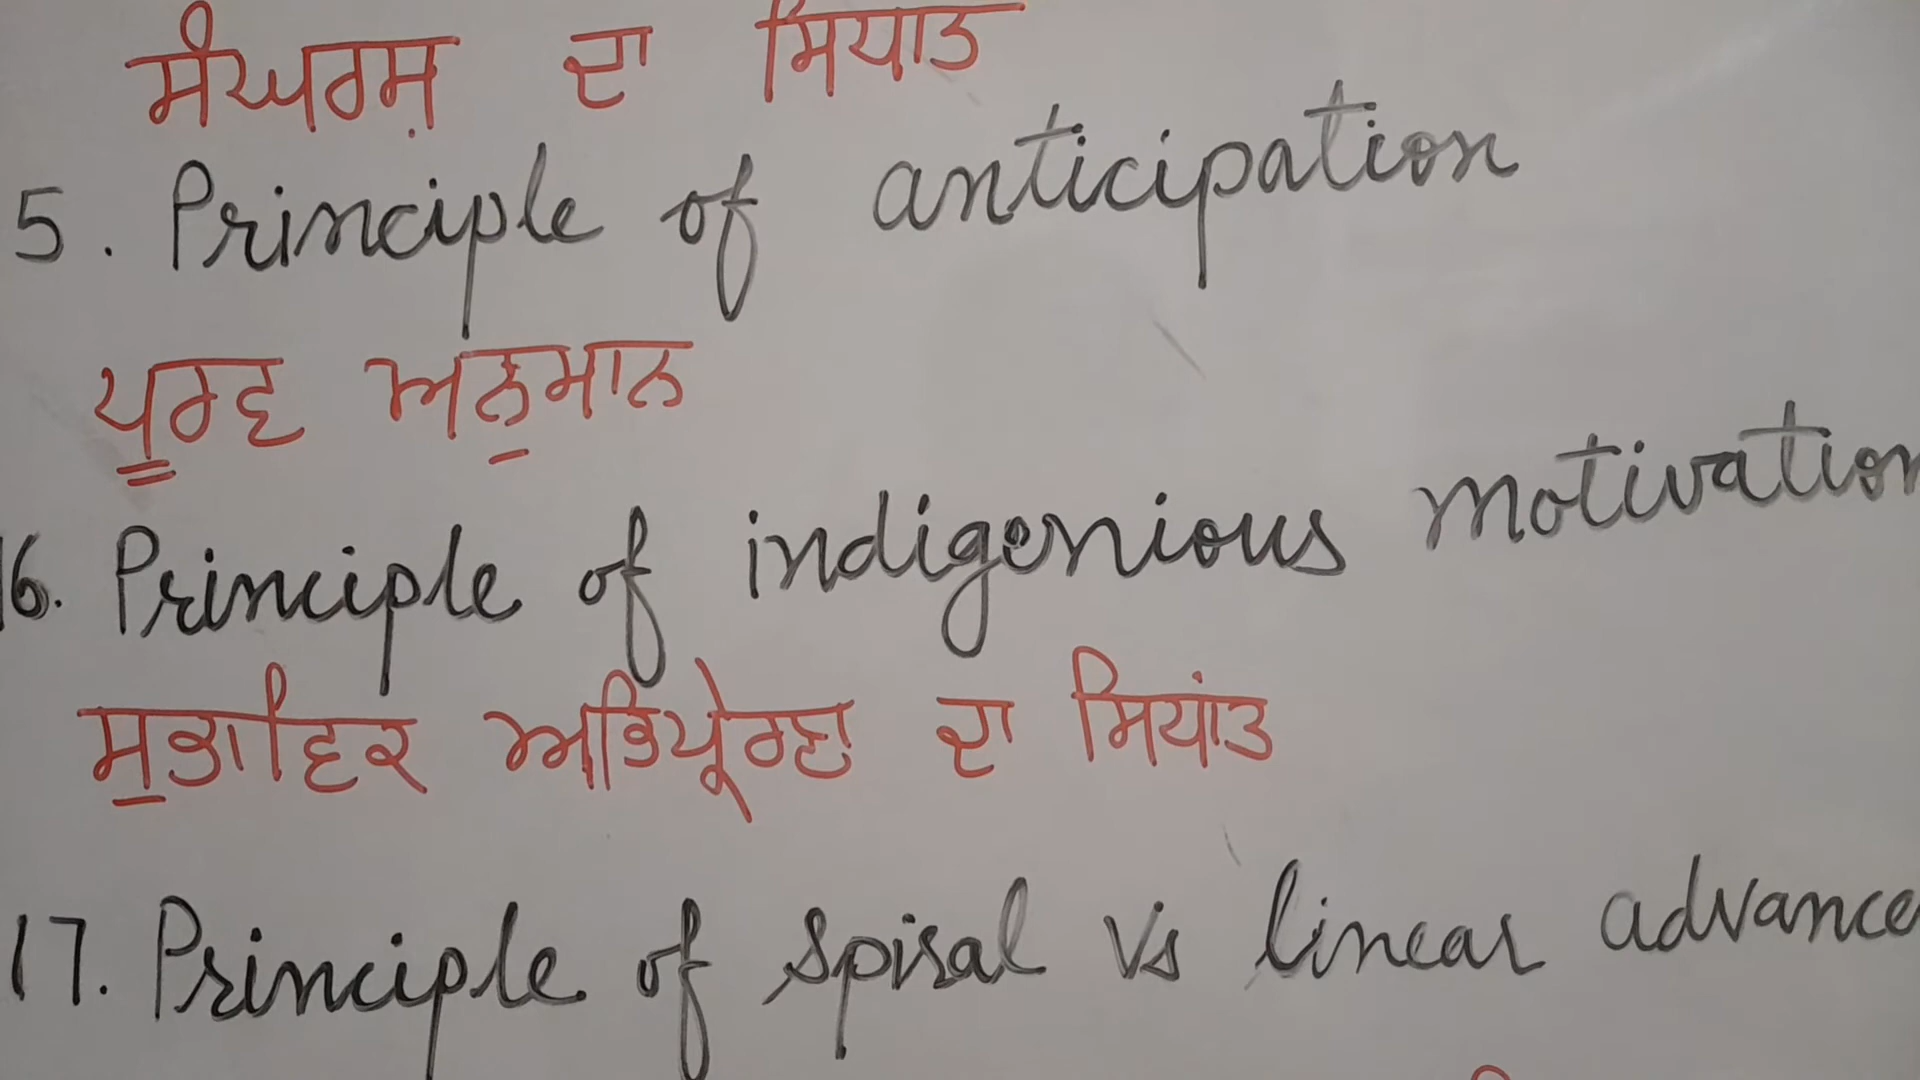 ਸੰਘਰਸ਼ ਦਾ ਸਿਧਾਤ
5. Principle of anticipation
ਪੂਰਵ ਅਨੁਮਾਨ
16. Principle of indigenious motivation
ਸੁਭਾਵਿਕ ਅਭਿਪ੍ਰੇਰਣ ਦਾ ਸਿਧਾਂਤ
17. Principle of spiral Vs linear advance